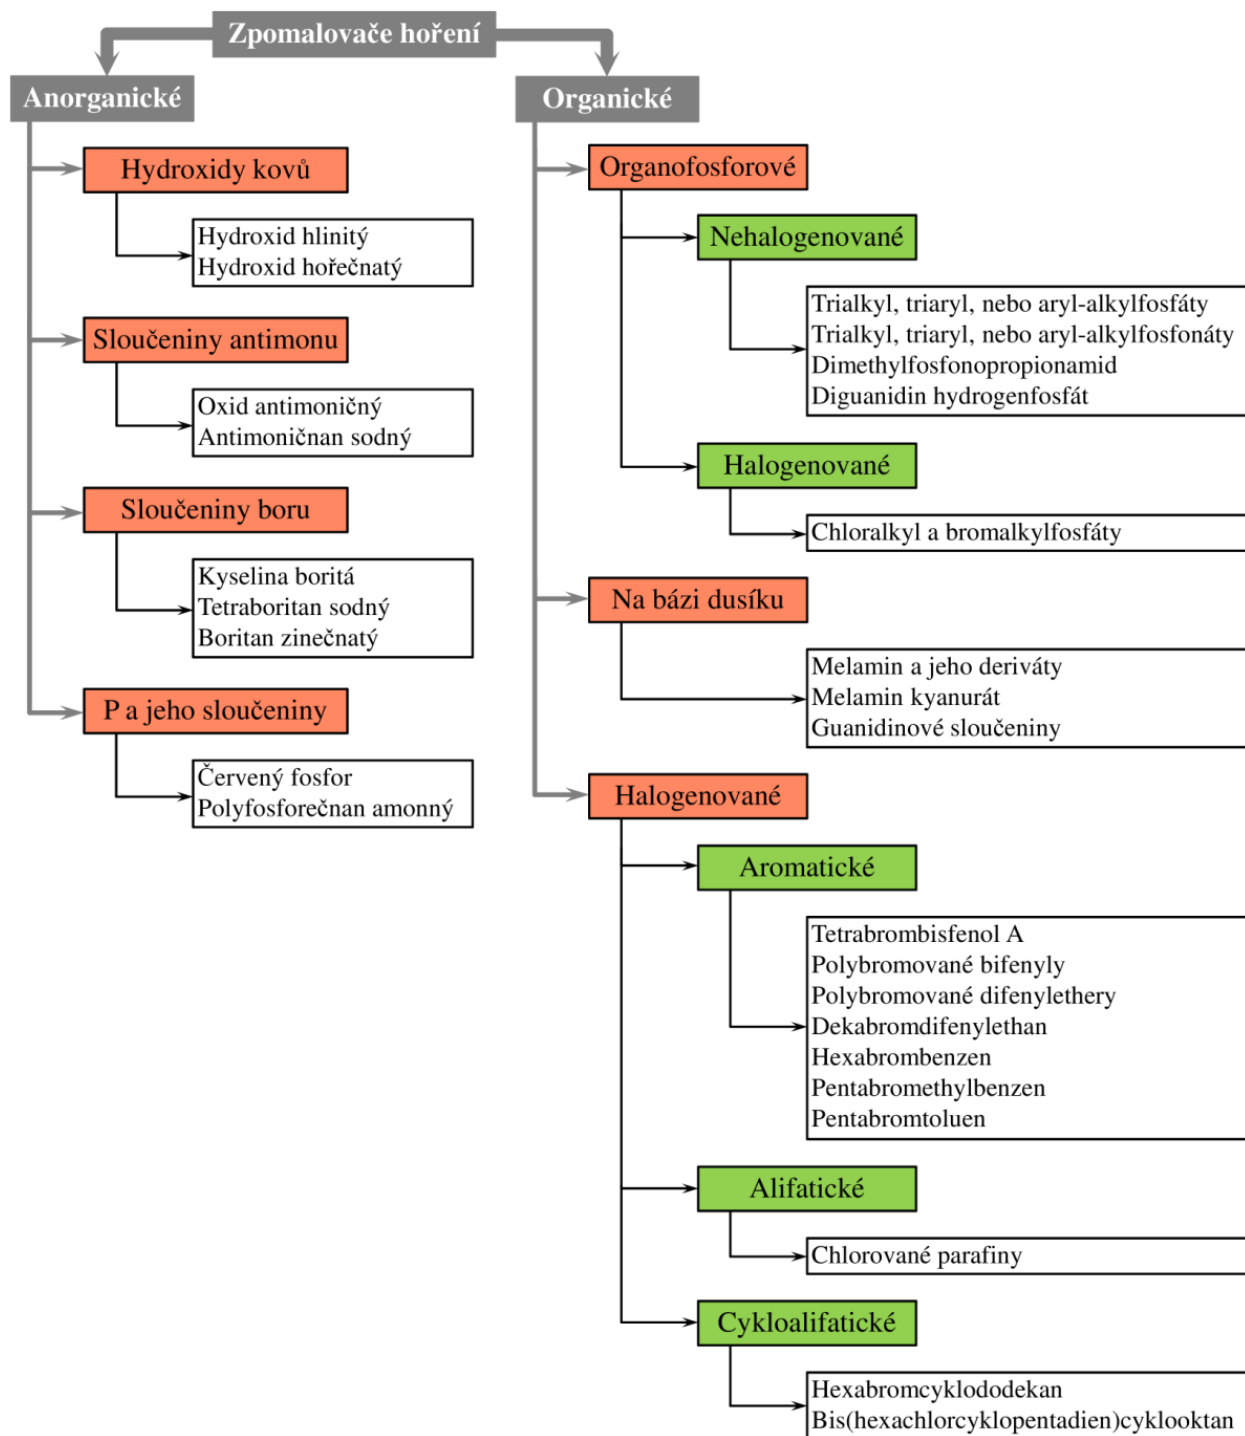 Zpomalovače hoření
Anorganické
Hydroxidy kovů
Hydroxid hlinitý
Hydroxid hořečnatý
Sloučeniny antimonu
Oxid antimoničný
Antimoničnan sodný
Sloučeniny boru
Kyselina boritá
Tetraboritan sodný
Boritan zinečnatý
P a jeho sloučeniny
Červený fosfor
Polyfosforečnan amonný
Organické
Organofosforové
Nehalogenované
Trialkyl, triaryl, nebo aryl-alkylfosfáty
Trialkyl, triaryl, nebo aryl-alkylfosfonáty
Dimethylfosfonopropionamid
Diguanidin hydrogenfosfát
Halogenované
Chloralkyl a bromalkylfosfáty
Na bázi dusíku
Melamin a jeho deriváty
Melamin kyanurát
Guanidinové sloučeniny
Halogenované
Aromatické
Tetrabrombisfenol A
Polybromované bifenyly
Polybromované difenylethery
Dekabromdifenylethan
Hexabrombenzen
Pentabromethylbenzen
Pentabromtoluen
Alifatické
Chlorované parafiny
Cykloalifatické
Hexabromcyklododekan
Bis(hexachlorcyklopentadien)cyklooktan